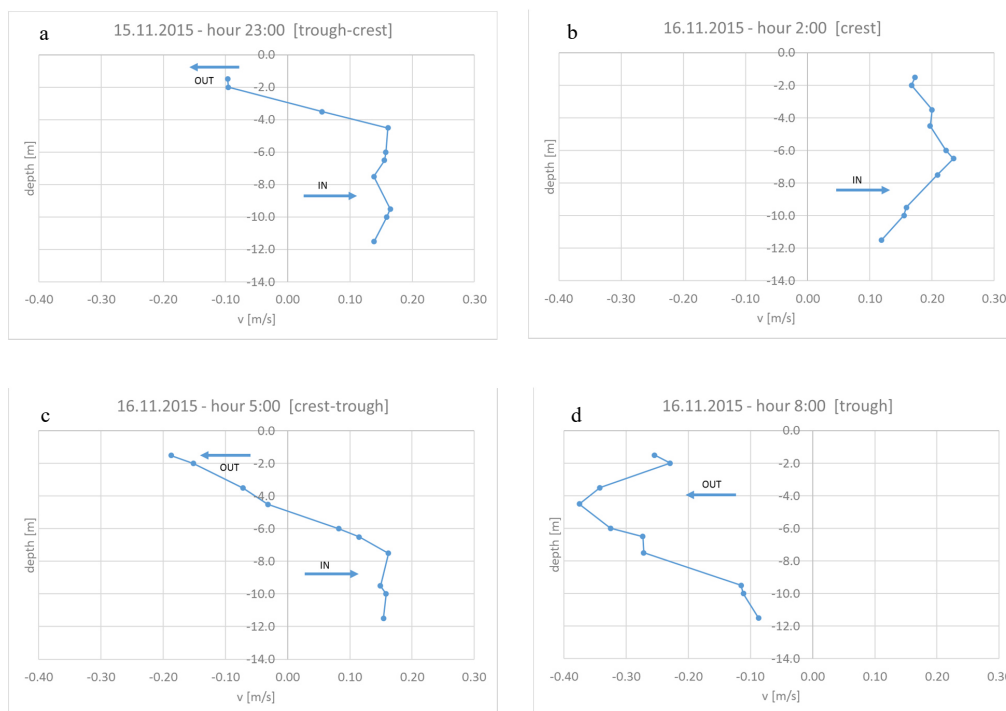 a
15.11.2015 - hour 23:00 [trough-crest]
0.0
OUT
-2.0
-4.0
-6.0
IN
-8.0
-10.0
-12.0
-14.0
-0.40 -0.30 -0.20 -0.10 0.00 0.10 0.20 0.30
depth [m]
v [m/s]
b
16.11.2015 - hour 2:00 [crest]
0.0
-2.0
-4.0
-6.0
IN
-8.0
-10.0
-12.0
-14.0
-0.40 -0.30 -0.20 -0.10 0.00 0.10 0.20 0.30
depth [m]
v [m/s]
c
16.11.2015 - hour 5:00 [crest-trough]
0.0
OUT
-2.0
-4.0
-6.0
IN
-8.0
-10.0
-12.0
-14.0
-0.40 -0.30 -0.20 -0.10 0.00 0.10 0.20 0.30
depth [m]
v [m/s]
d
16.11.2015 - hour 8:00 [trough]
0.0
-2.0
OUT
-4.0
-6.0
-8.0
-10.0
-12.0
-14.0
-0.40 -0.30 -0.20 -0.10 0.00 0.10 0.20 0.30
depth [m]
v [m/s]